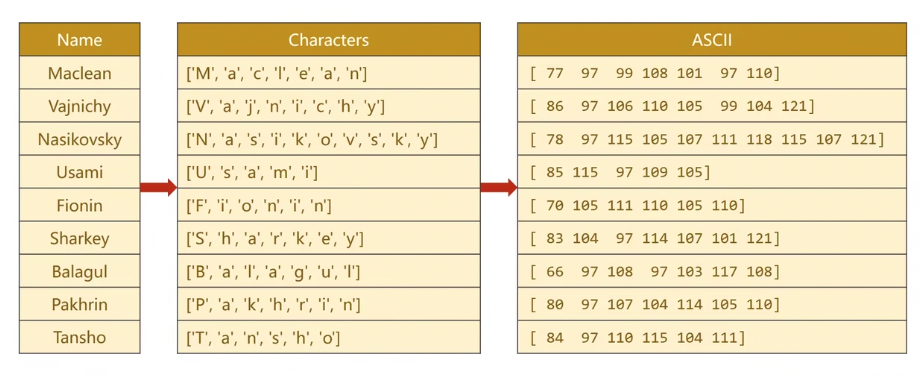 Name Characters ASCII
Maclean ['M', 'a', 'c', 'l', 'e', 'a', 'n'] [ 77 97 99 108 101 97 110]
Vajnichy ['V', 'a', 'j', 'n', 'i', 'c', 'h', 'y'] [ 86 97 106 110 105 99 104 121]
Nasikovsky ['N', 'a', 's', 'i', 'k', 'o', 'v', 's', 'k', 'y'] [ 78 97 115 105 107 111 118 115 107 121]
Usami ['U', 's', 'a', 'm', 'i'] [ 85 115 97 109 105]
Fionin ['F', 'i', 'o', 'n', 'i', 'n'] [ 70 105 111 110 105 110]
Sharkey ['S', 'h', 'a', 'r', 'k', 'e', 'y'] [ 83 104 97 114 107 101 121]
Balagul ['B', 'a', 'l', 'a', 'g', 'u', 'l'] [ 66 97 108 97 103 117 108]
Pakhrin ['P', 'a', 'k', 'h', 'r', 'i', 'n'] [ 80 97 107 104 114 105 110]
Tansho ['T', 'a', 'n', 's', 'h', 'o'] [ 84 97 110 115 104 111]